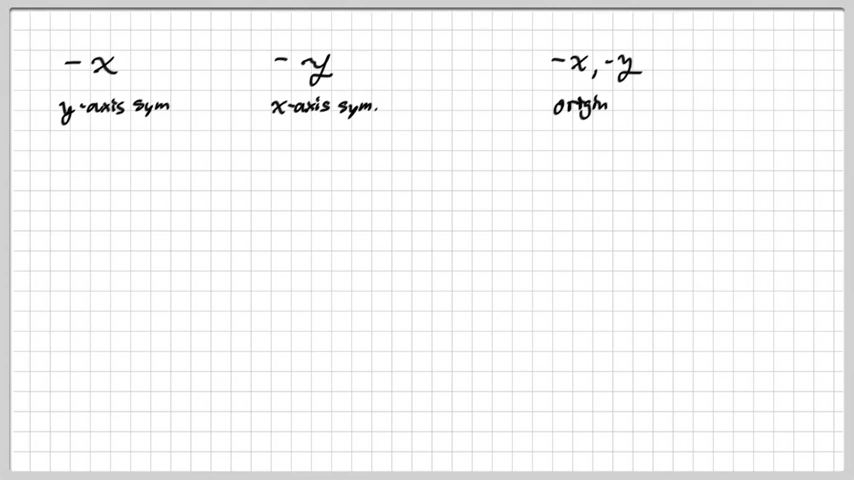 -x
-y
-x, -y
y-axis sym
x-axis sym.
origin